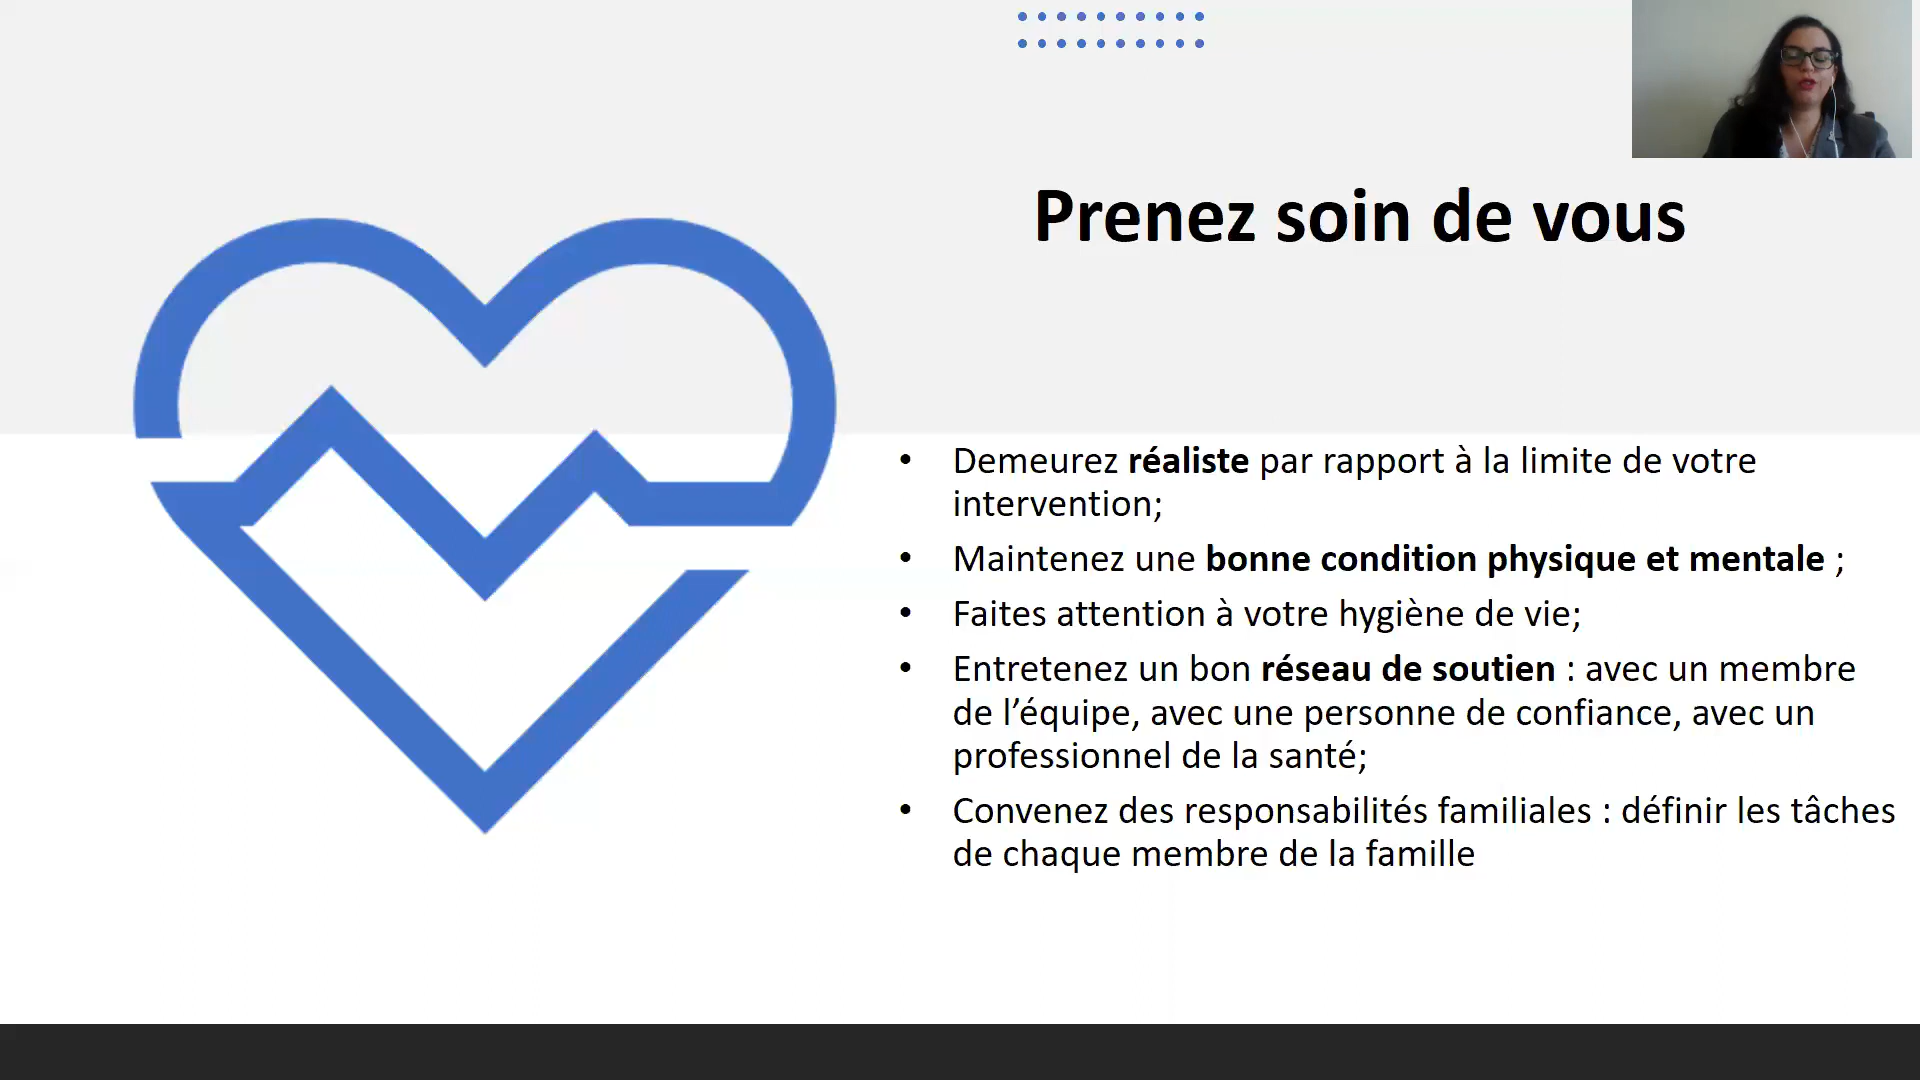 Prenez soin de vous
• Demeurez réaliste par rapport à la limite de votre
intervention;
• Maintenez une bonne condition physique et mentale ;
• Faites attention à votre hygiène de vie;
• Entretenez un bon réseau de soutien : avec un membre
de l’équipe, avec une personne de confiance, avec un
professionnel de la santé;
• Convenez des responsabilités familiales : définir les tâches
de chaque membre de la famille